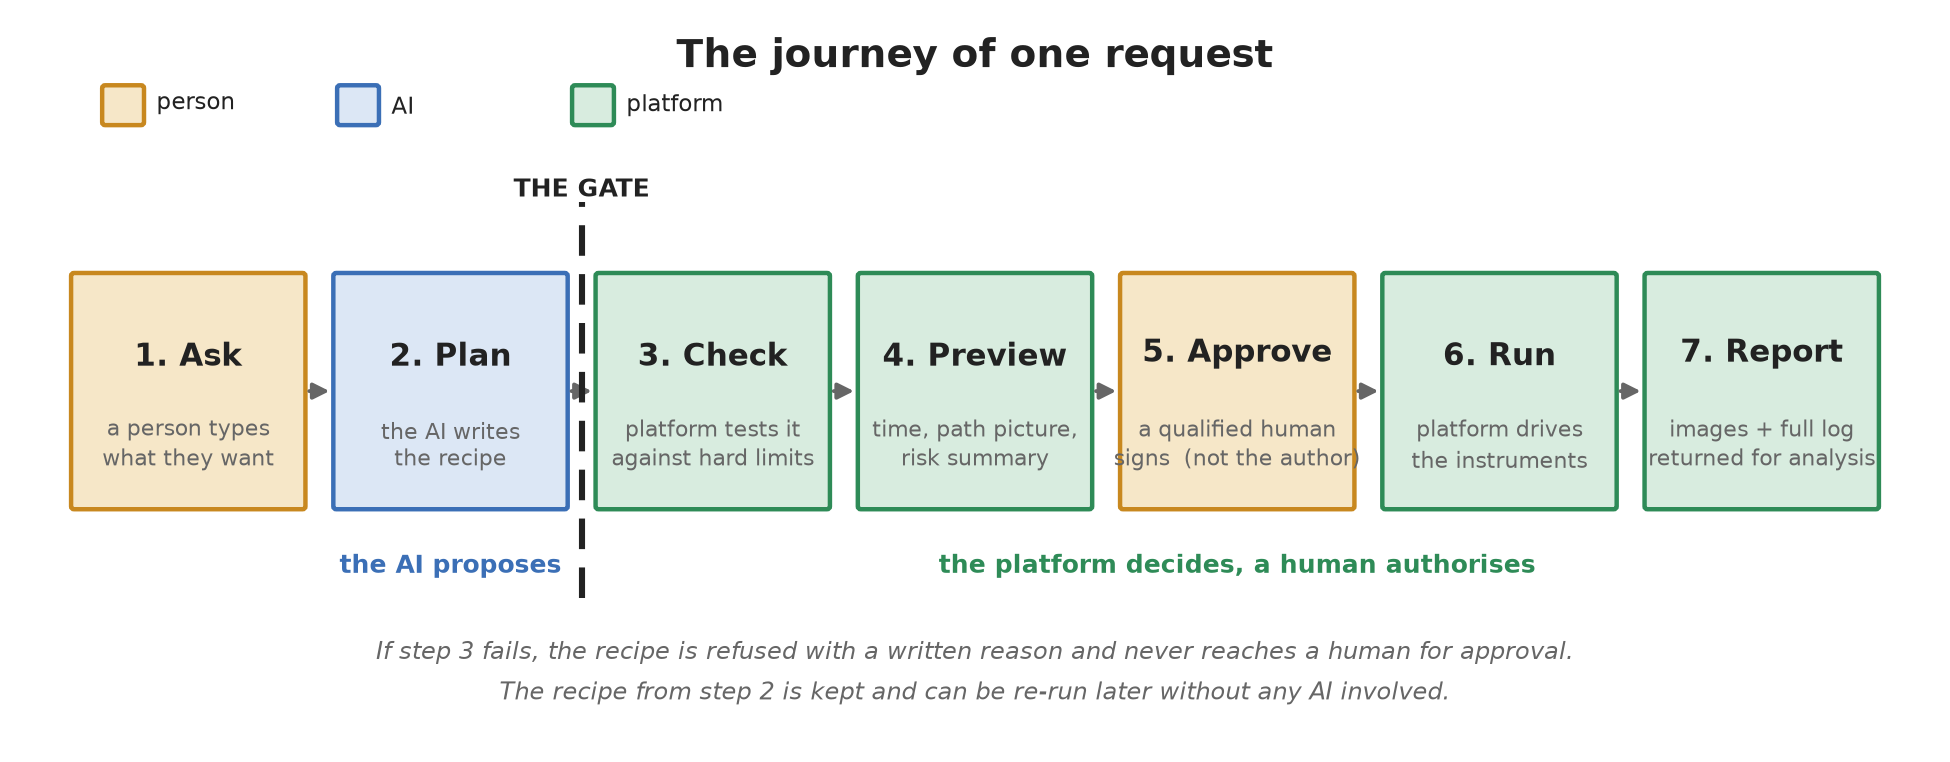 The journey of one request
person
AI
platform
THE GATE
1. Ask
a person types
what they want
2. Plan
the AI writes
the recipe
3. Check
platform tests it
against hard limits
4. Preview
time, path picture,
risk summary
5. Approve
a qualified human
signs  (not the author)
6. Run
platform drives
the instruments
7. Report
images + full log
returned for analysis
the AI proposes
the platform decides, a human authorises
If step 3 fails, the recipe is refused with a written reason and never reaches a human for approval.
The recipe from step 2 is kept and can be re-run later without any AI involved.